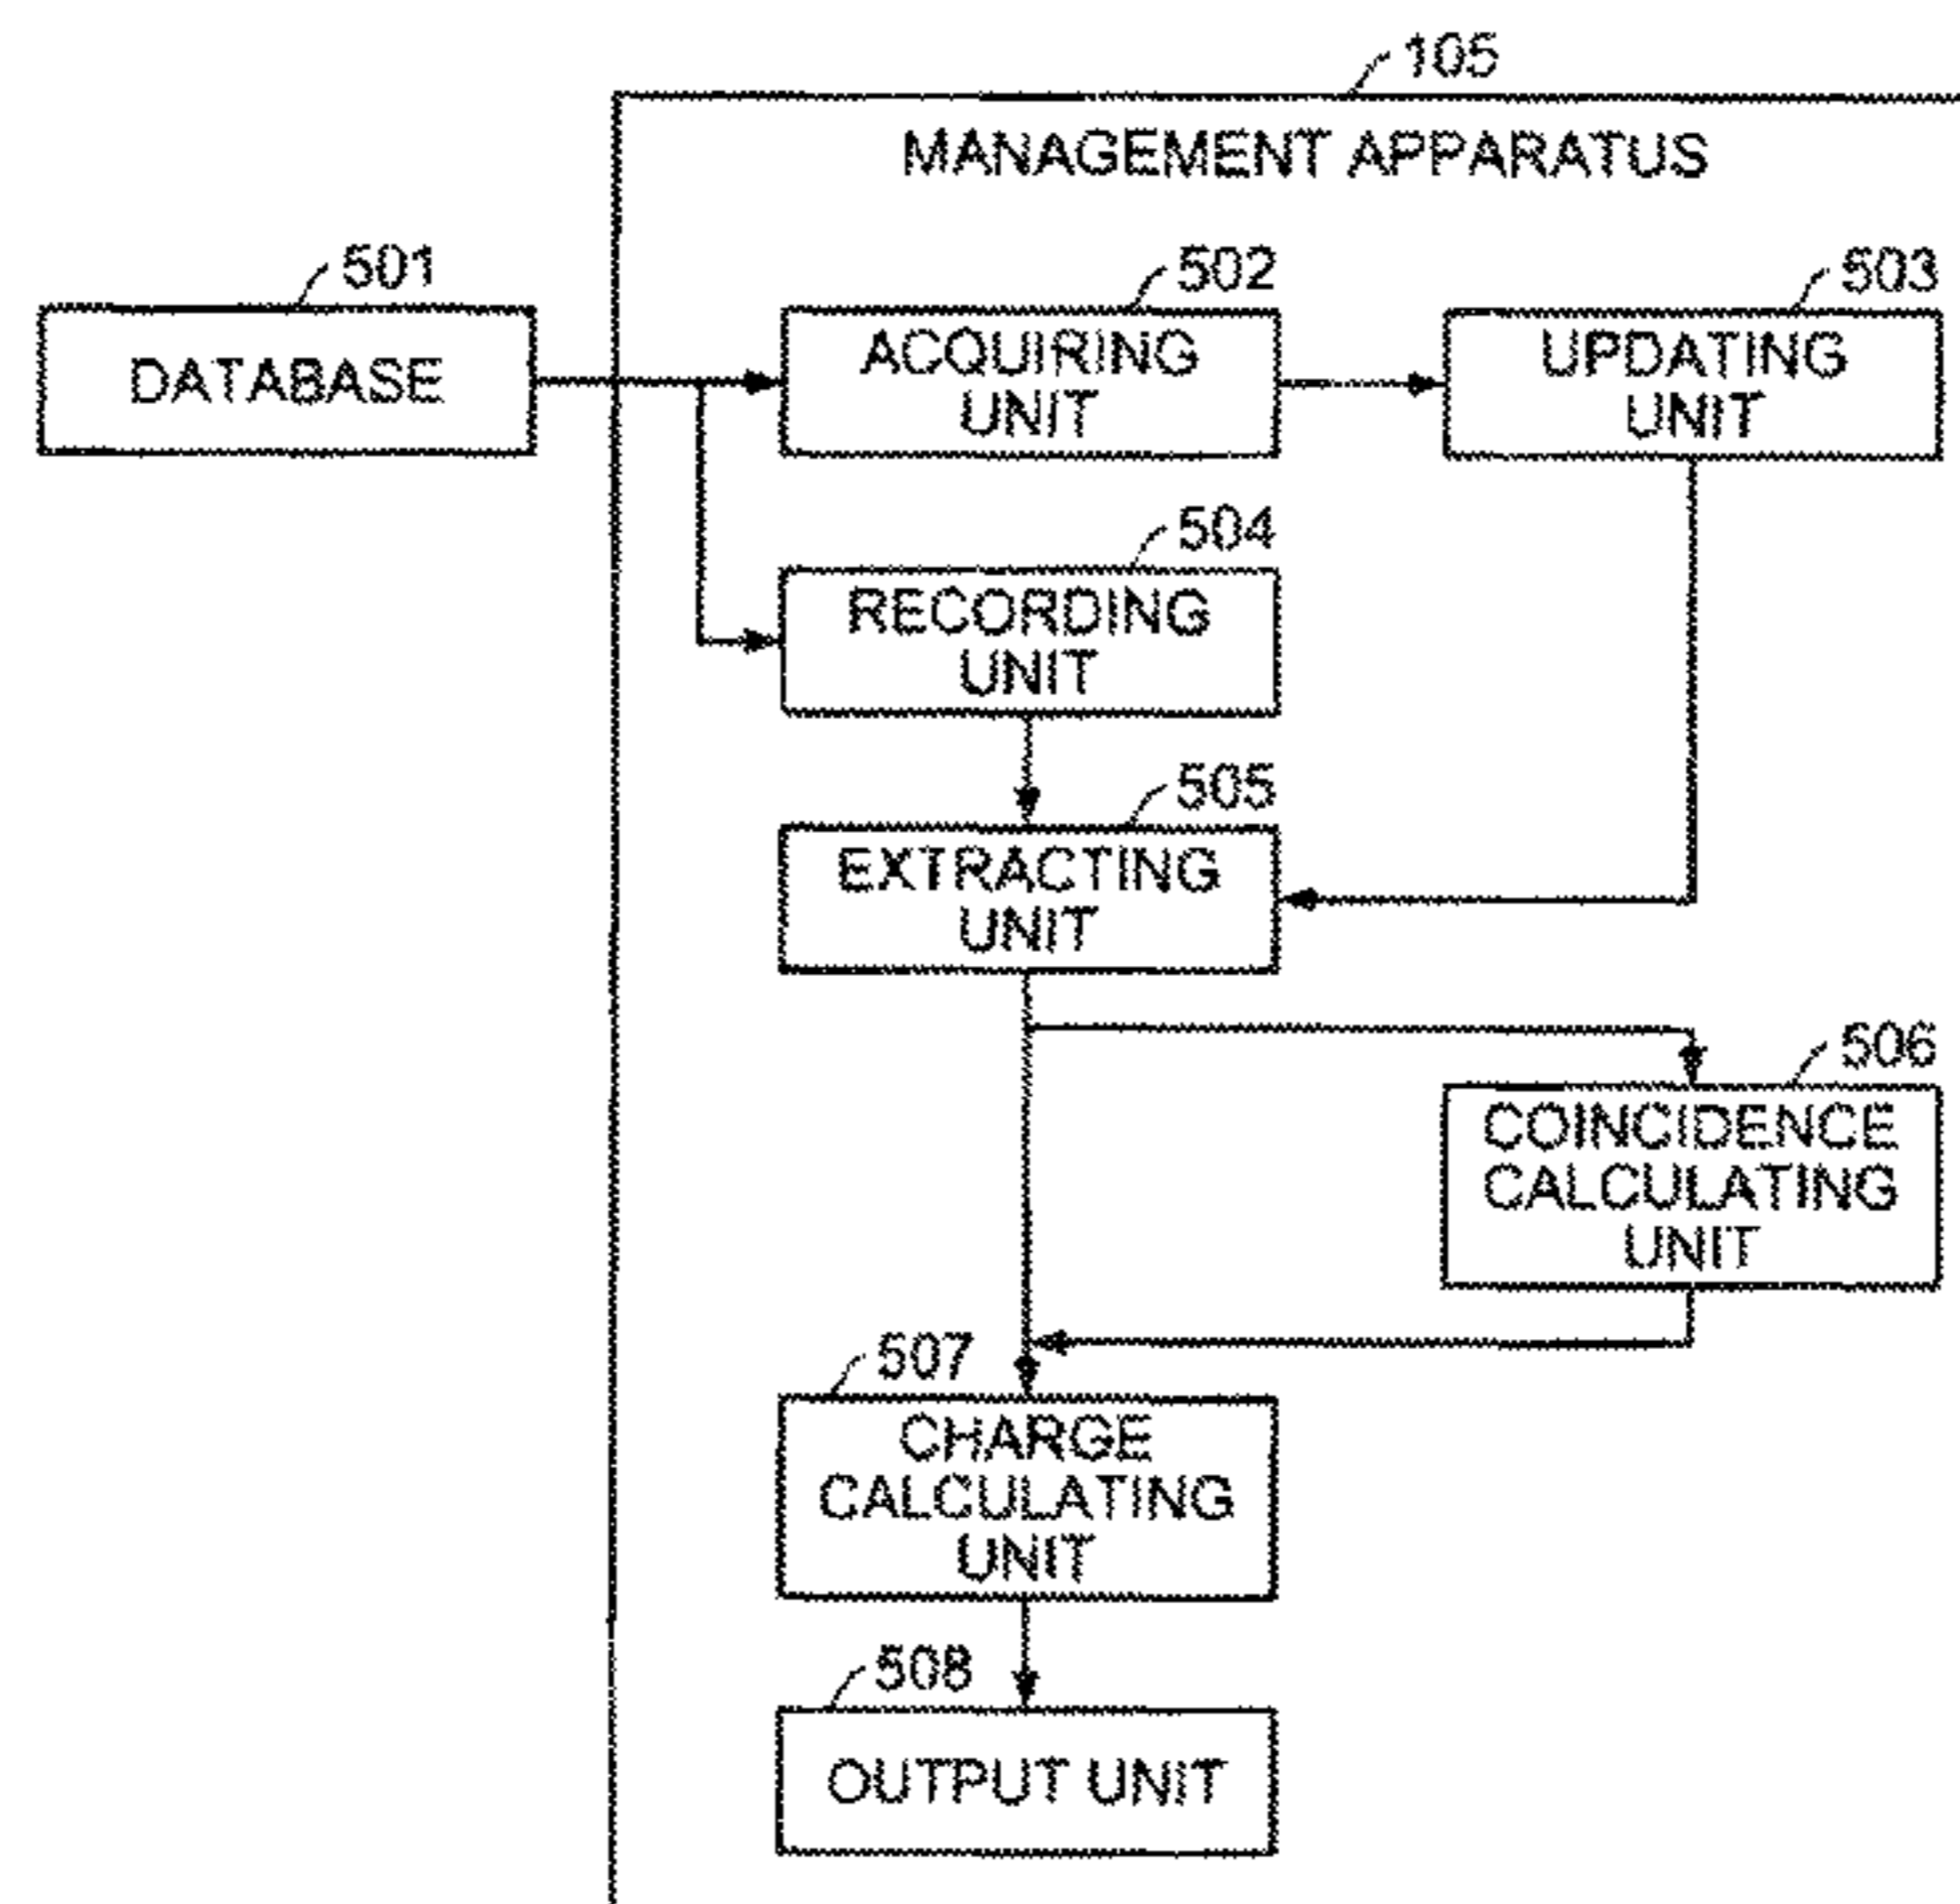 105
MANAGEMENT APPARATUS
501
DATABASE
502
ACQUIRING
UNIT
503
UPDATING
UNIT
504
RECORDING
UNIT
505
EXTRACTING
UNIT
506
COINCIDENCE
CALCULATING
UNIT
507
CHARGE
CALCULATING
UNIT
508
OUTPUT UNIT